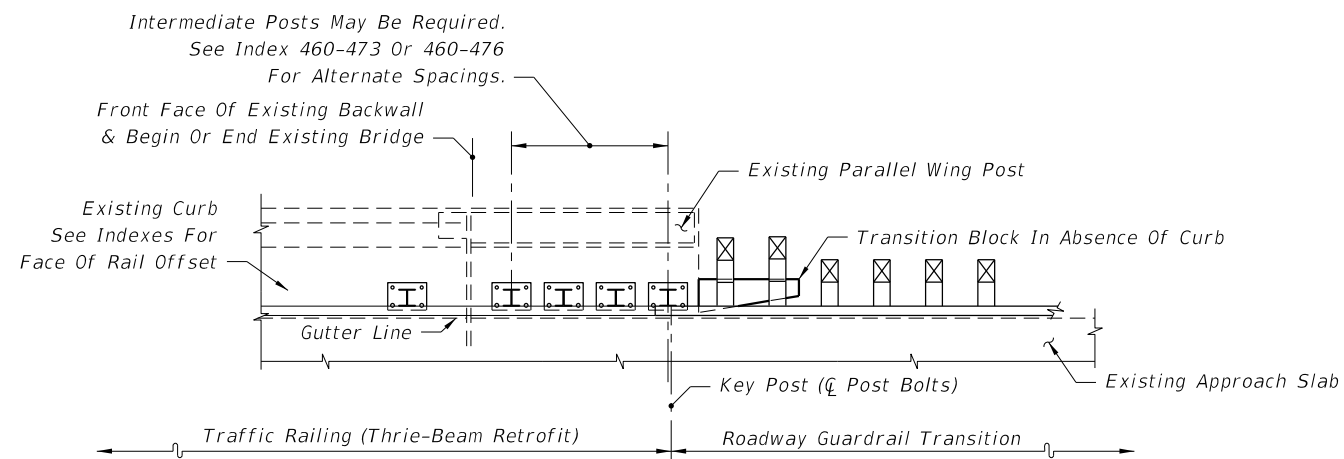 Intermediate Posts May Be Required.
See Index 460-473 Or 460-476
For Alternate Spacings.
Front Face Of Existing Backwall
& Begin Or End Existing Bridge
Existing Parallel Wing Post
Existing Curb
See Indexes For
Face Of Rail Offset
Transition Block In Absence Of Curb
Gutter Line
Key Post (℄ Post Bolts)
Existing Approach Slab
Traffic Railing (Thrie-Beam Retrofit)
Roadway Guardrail Transition